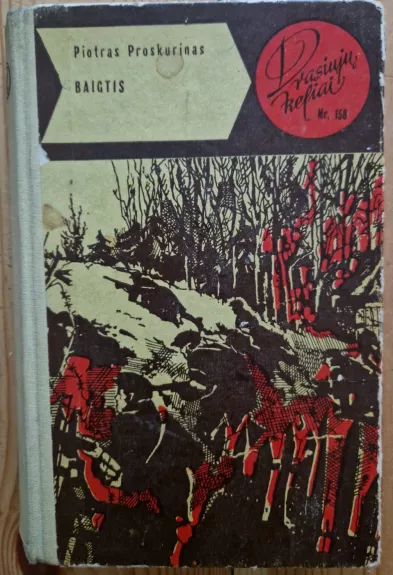 Piotras Proskurinas
BAIGTIS
Drąsiųjų
keliai
Nr. 158